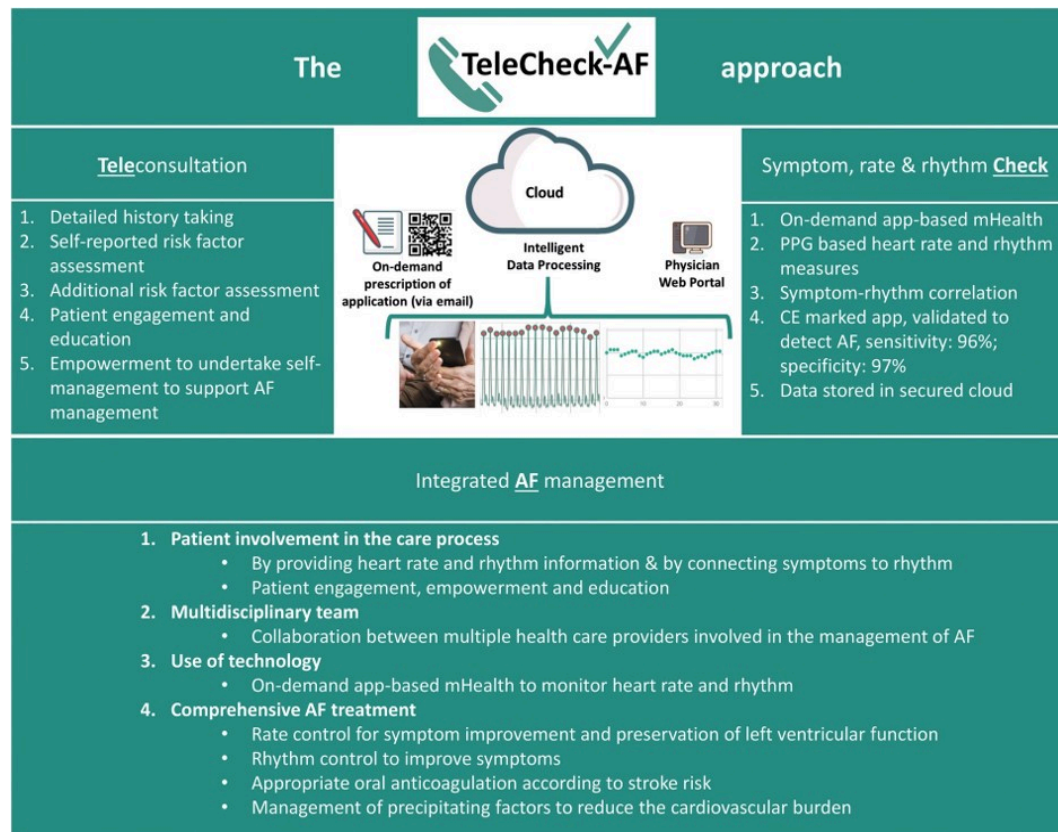 The TeleCheck-AF approach
Teleconsultation
1. Detailed history taking
2. Self-reported risk factor
assessment
3. Additional risk factor assessment
4. Patient engagement and
education
5. Empowerment to undertake self-
management to support AF
management
Cloud
On-demand
prescription of
application (via email)
Intelligent
Data Processing
Physician
Web Portal
0 10 20 30
Symptom, rate & rhythm Check
1. On-demand app-based mHealth
2. PPG based heart rate and rhythm
measures
3. Symptom-rhythm correlation
4. CE marked app, validated to
detect AF, sensitivity: 96%;
specificity: 97%
5. Data stored in secured cloud
Integrated AF management
1. Patient involvement in the care process
• By providing heart rate and rhythm information & by connecting symptoms to rhythm
• Patient engagement, empowerment and education
2. Multidisciplinary team
• Collaboration between multiple health care providers involved in the management of AF
3. Use of technology
• On-demand app-based mHealth to monitor heart rate and rhythm
4. Comprehensive AF treatment
• Rate control for symptom improvement and preservation of left ventricular function
• Rhythm control to improve symptoms
• Appropriate oral anticoagulation according to stroke risk
• Management of precipitating factors to reduce the cardiovascular burden